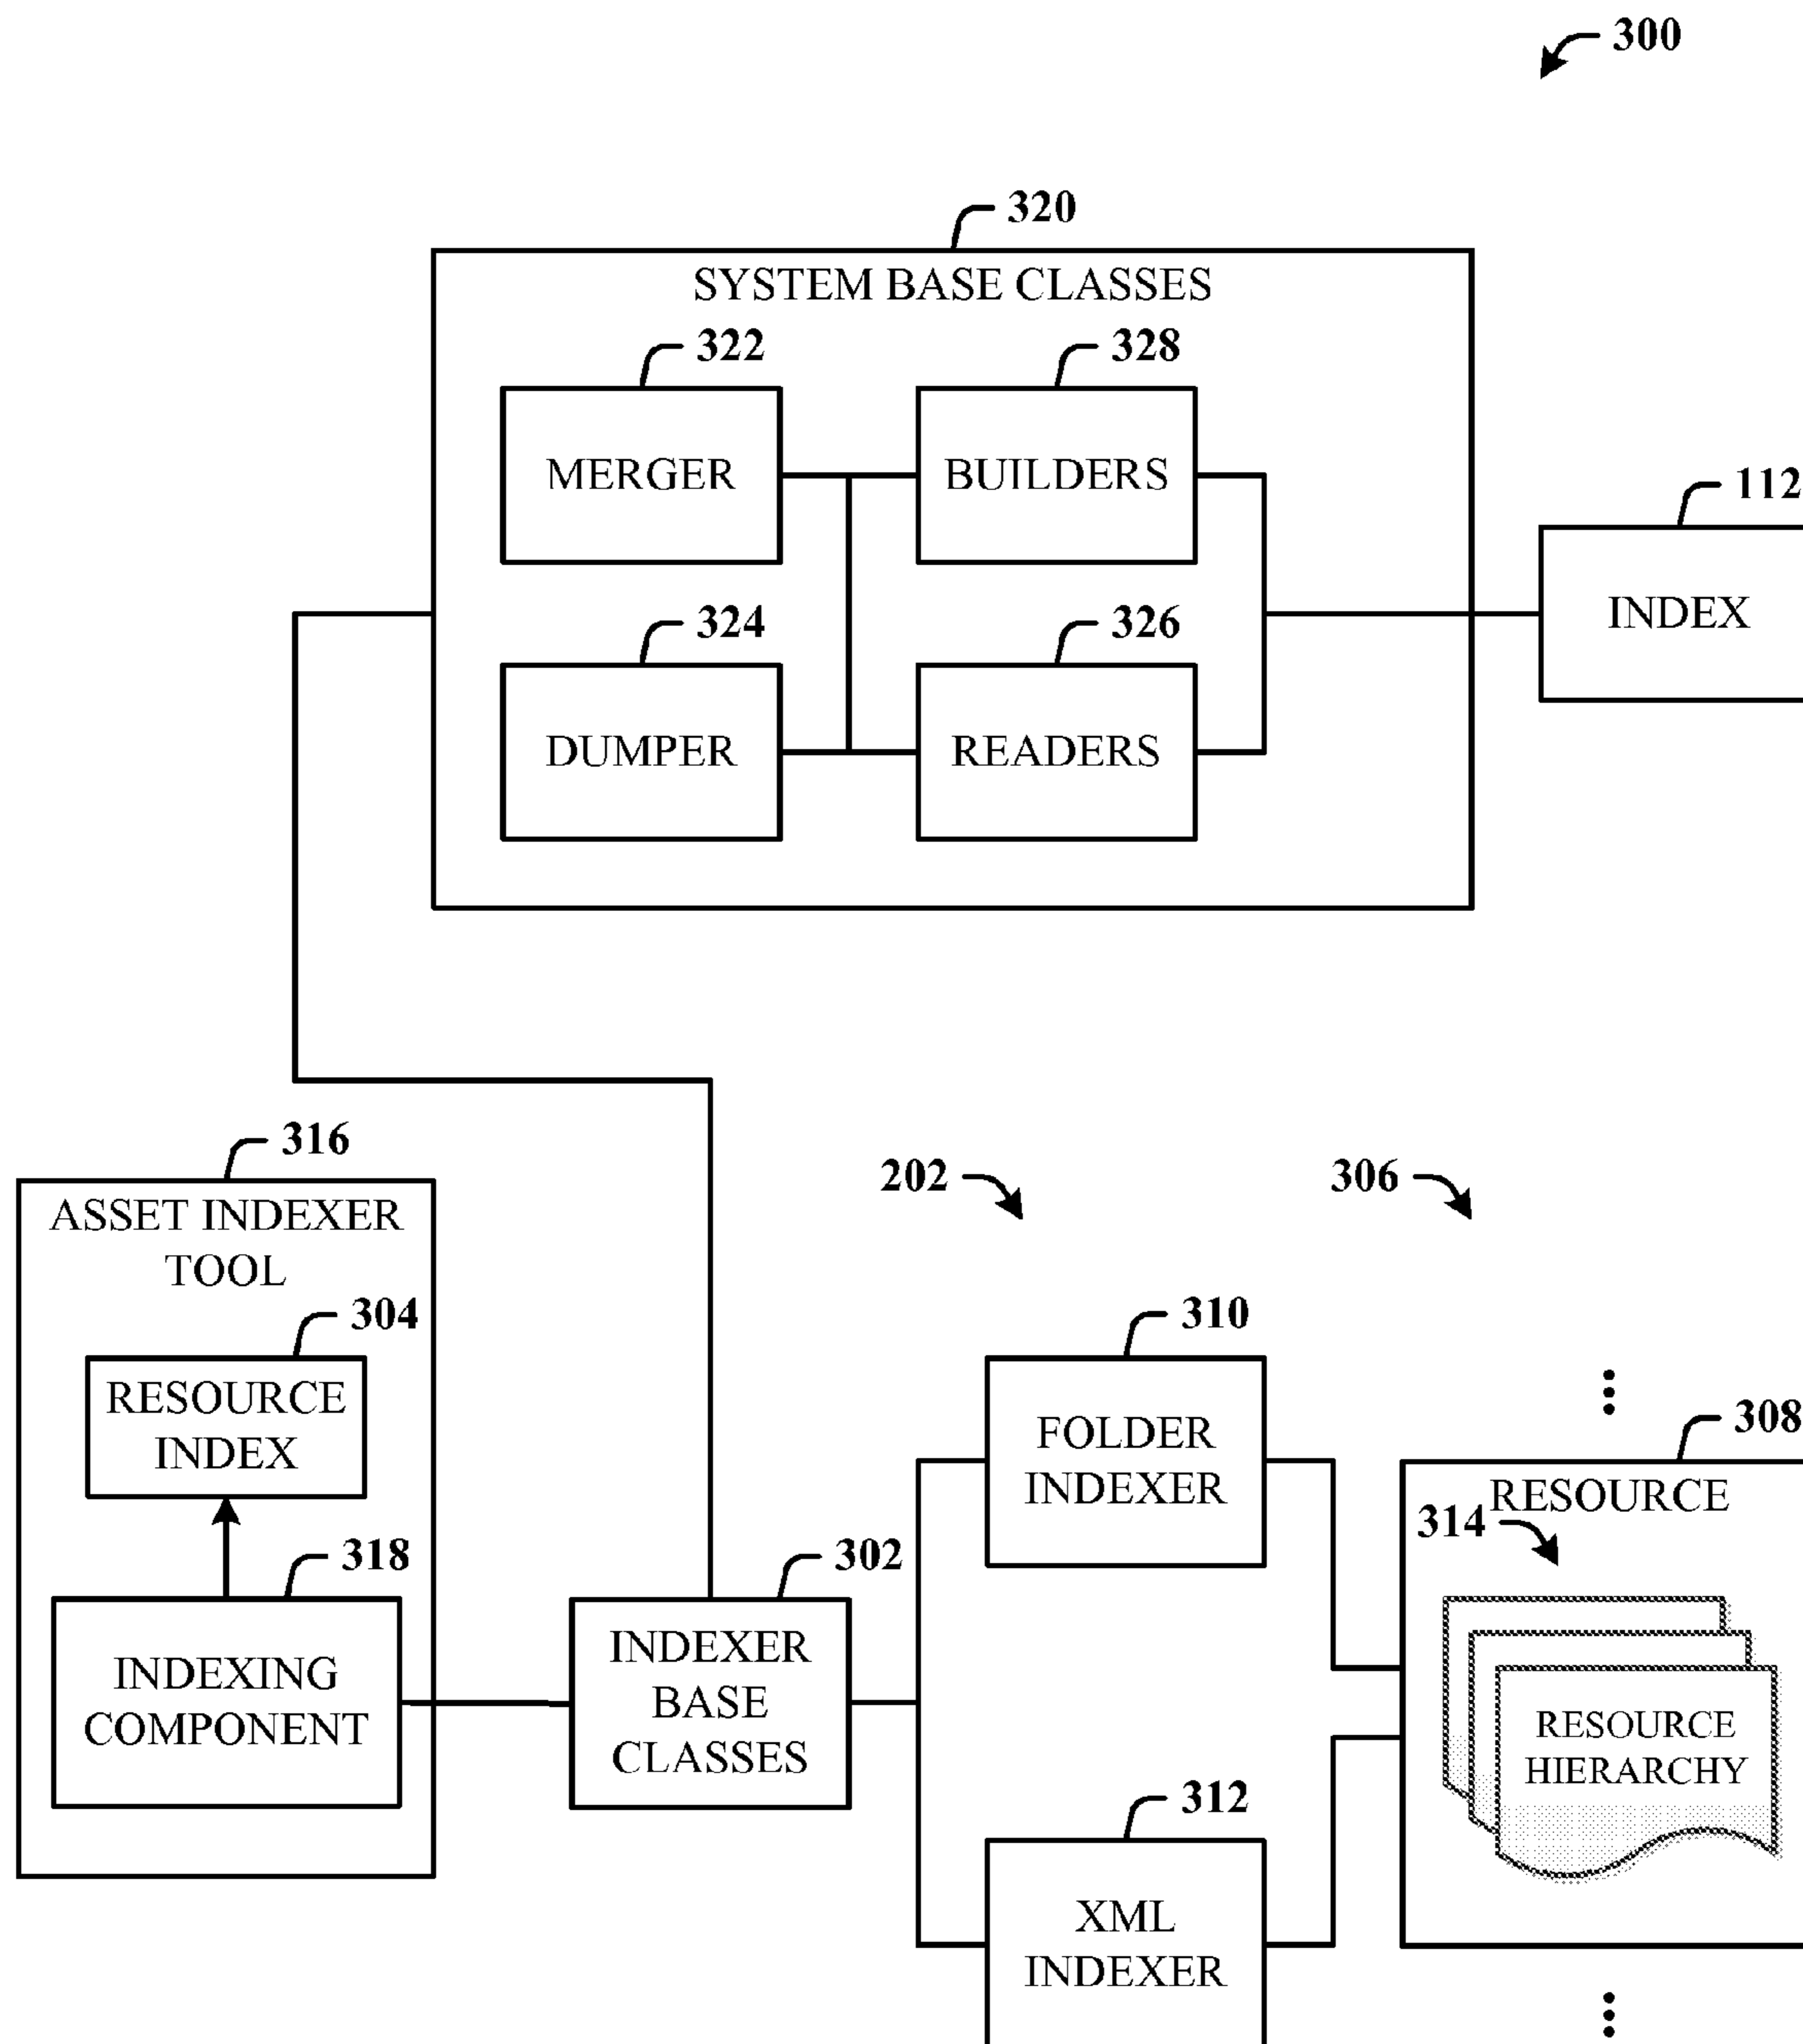 300
320
SYSTEM BASE CLASSES
322
328
MERGER
BUILDERS
112
INDEX
324
326
DUMPER
READERS
316
202
306
ASSET INDEXER
TOOL
304
RESOURCE
INDEX
318
INDEXING
COMPONENT
302
INDEXER
BASE
CLASSES
310
FOLDER
INDEXER
312
XML
INDEXER
308
RESOURCE
314
RESOURCE
HIERARCHY